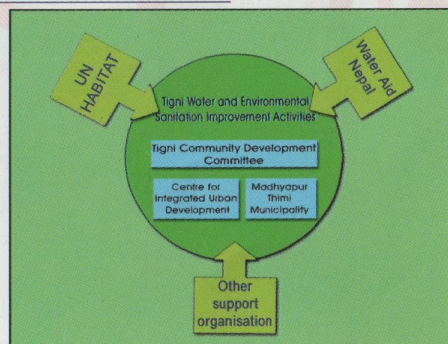 UN
HABITAT
Water Aid
Nepal
Tigni Water and Environmental
Sanitation Improvement Activities
Tigni Community Development
Committee
Centre for
Integrated Urban
Development
Madhyapur
Thimi
Municipality
Other
support
organisation